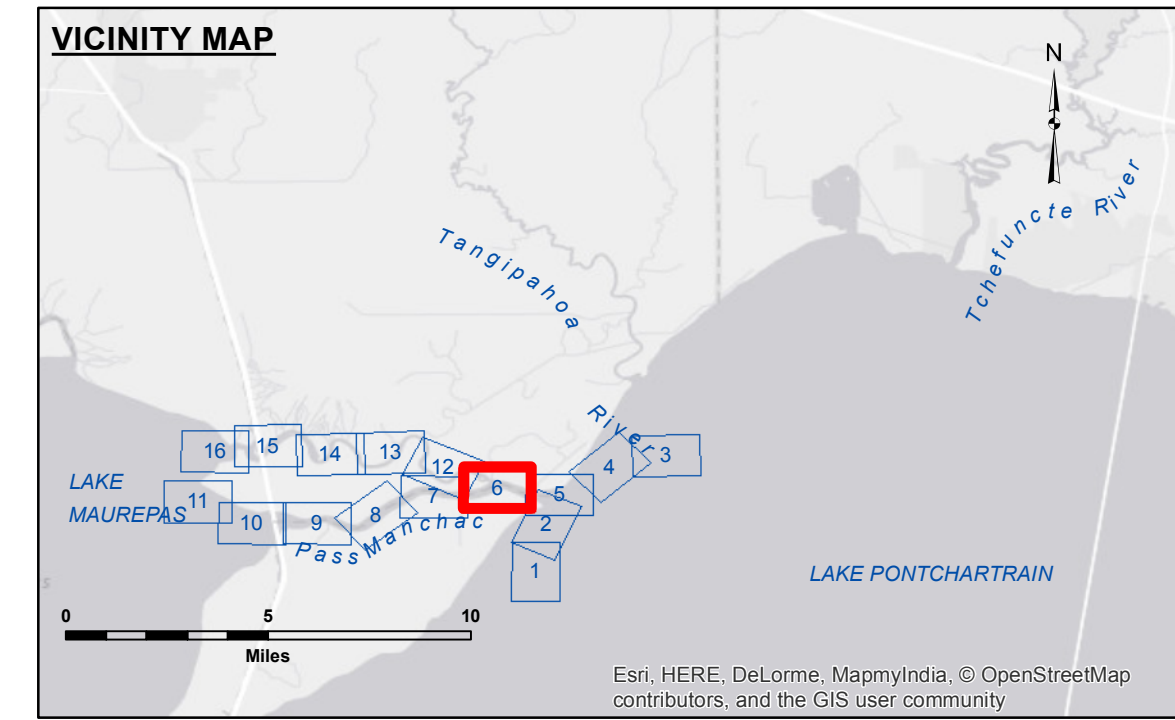 VICINITY MAP
N
Tchefuncte River
Tangipahoa
River
16
15
14
13
12
3
4
6
5
7
11
10
9
8
2
1
LAKE
MAUREPAS
Pass Manchac
LAKE PONTCHARTRAIN
0 5 10
Miles
Esri, HERE, DeLorme, MapmyIndia, © OpenStreetMap
contributors, and the GIS user community